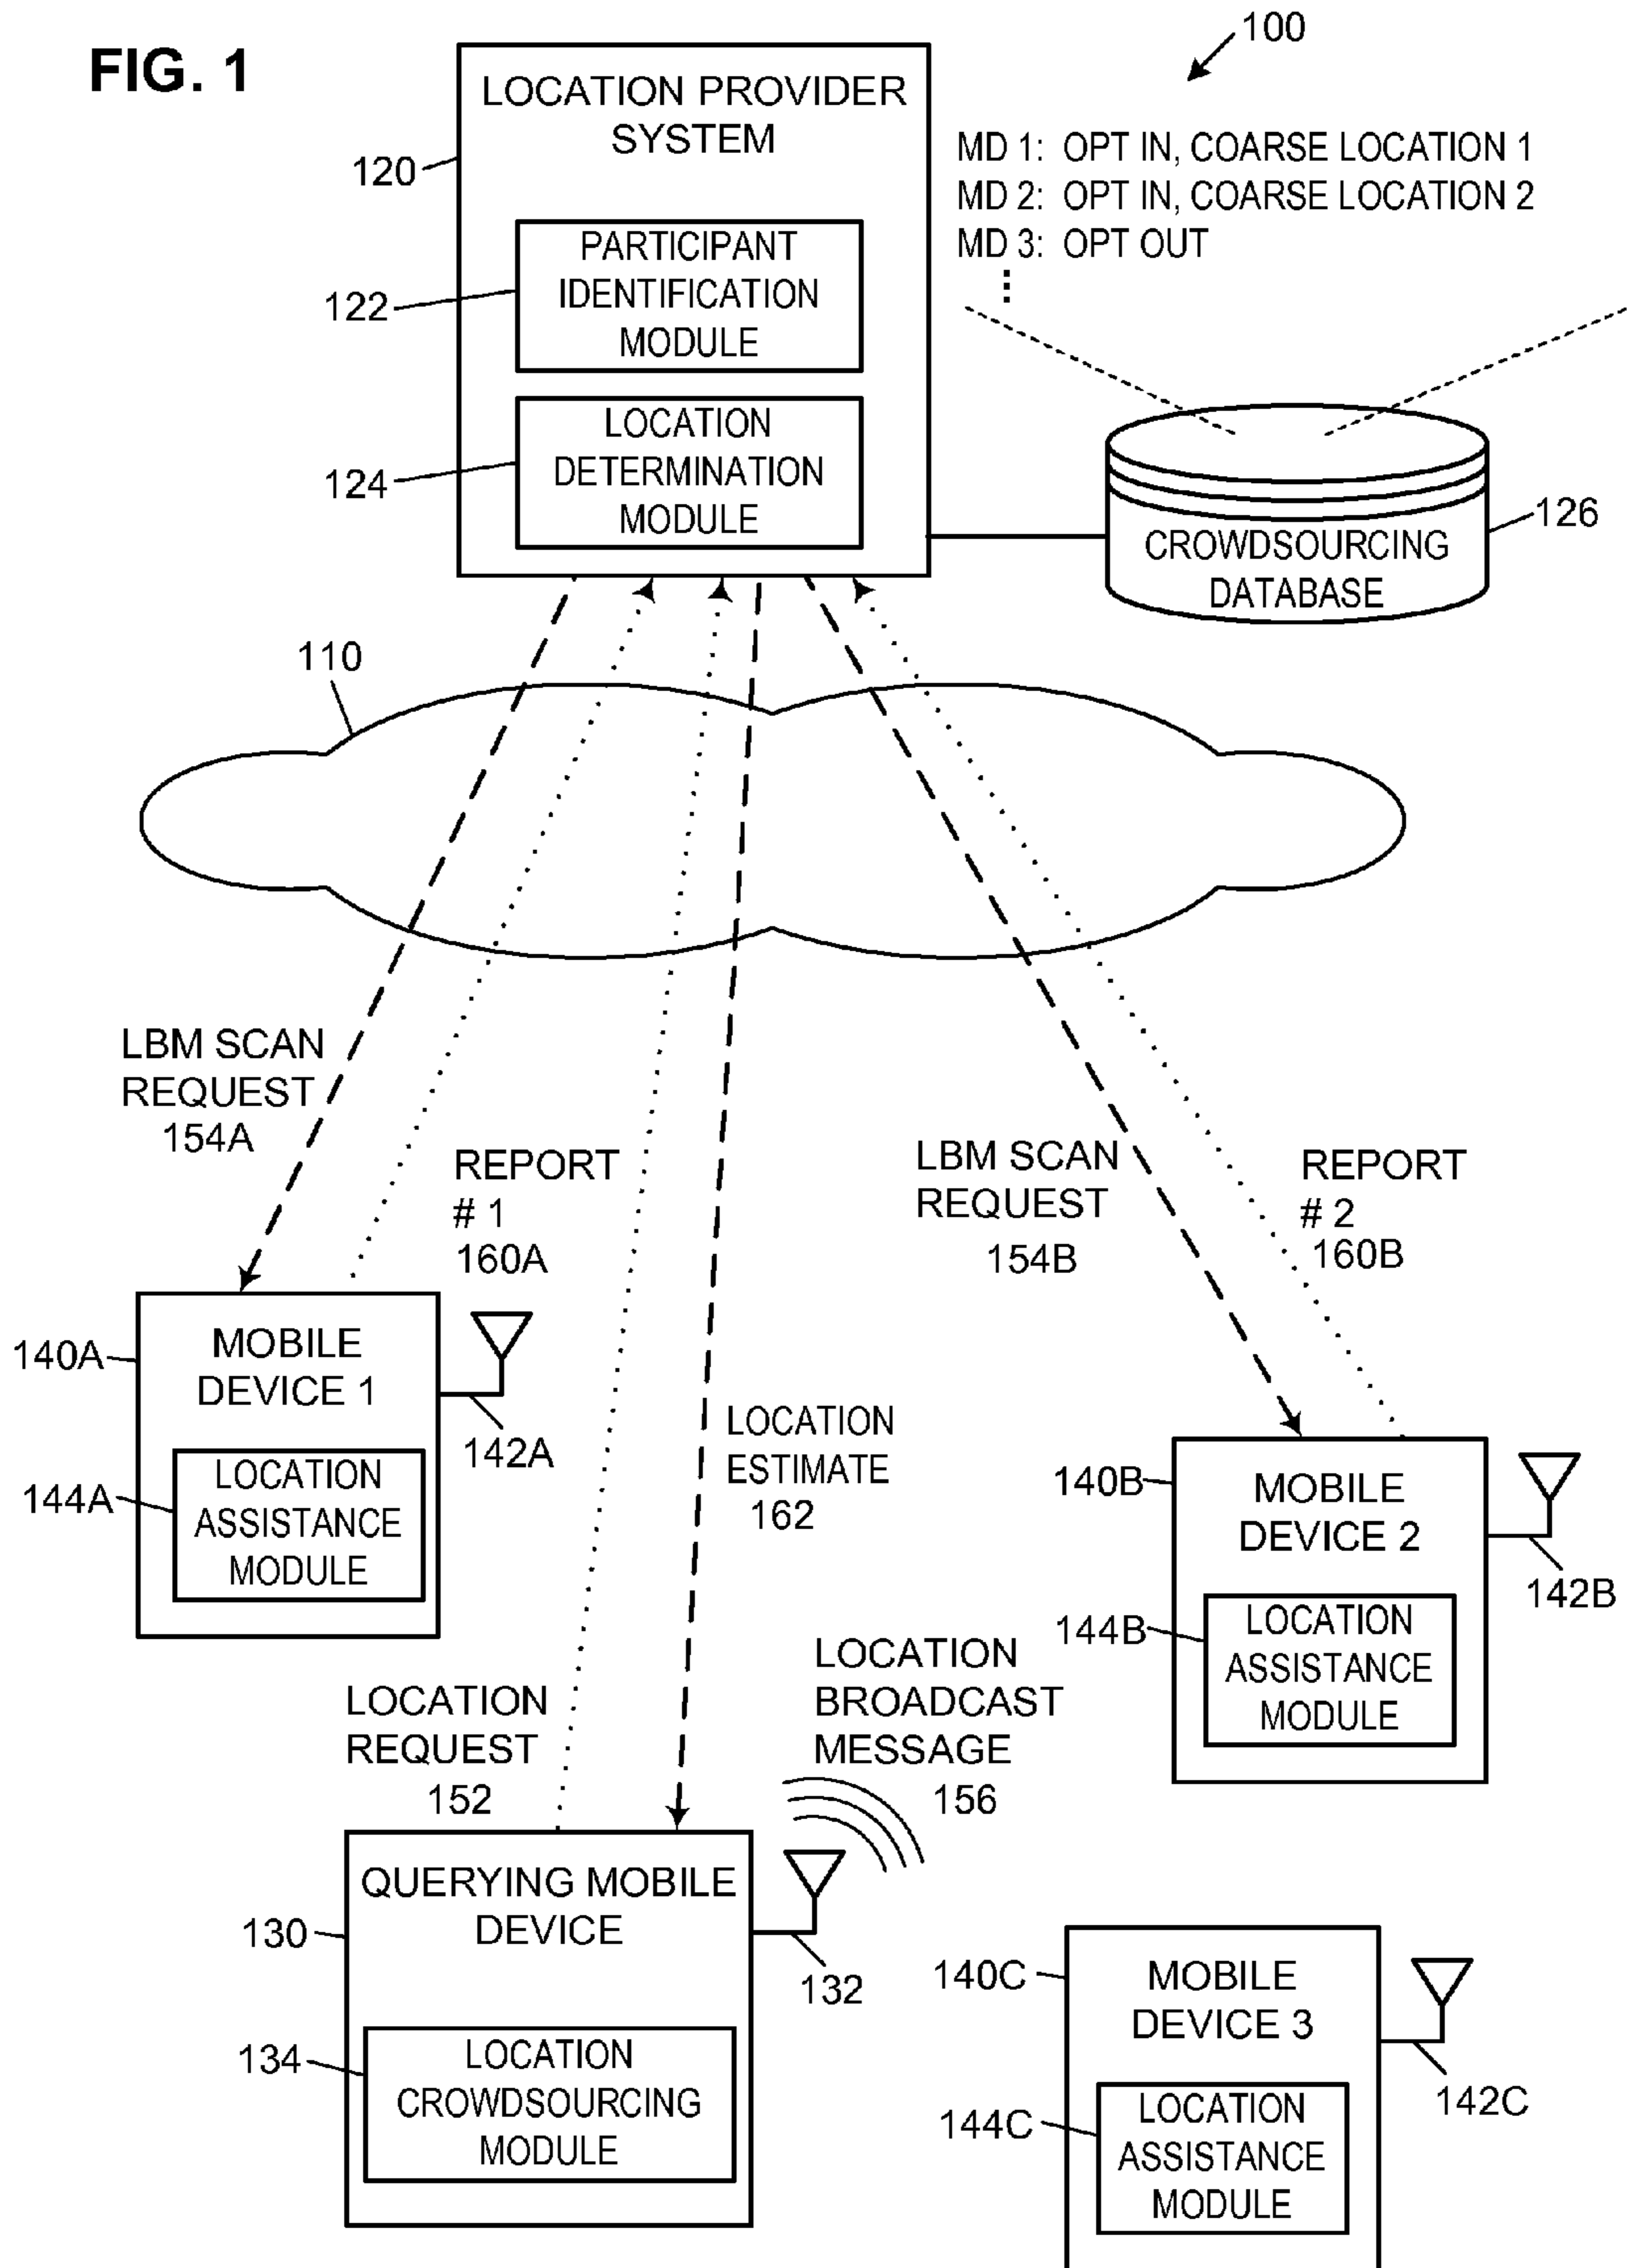 FIG. 1
100
LOCATION PROVIDER
SYSTEM
120
PARTICIPANT
IDENTIFICATION
MODULE
122
LOCATION
DETERMINATION
MODULE
124
MD 1: OPT IN, COARSE LOCATION 1
MD 2: OPT IN, COARSE LOCATION 2
MD 3: OPT OUT
CROWDSOURCING
DATABASE
126
110
LBM SCAN
REQUEST
154A
REPORT
# 1
160A
LBM SCAN
REQUEST
154B
REPORT
# 2
160B
140A
MOBILE
DEVICE 1
142A
144A
LOCATION
ASSISTANCE
MODULE
LOCATION
ESTIMATE
162
140B
MOBILE
DEVICE 2
142B
144B
LOCATION
ASSISTANCE
MODULE
LOCATION
REQUEST
152
LOCATION
BROADCAST
MESSAGE
156
130
QUERYING MOBILE
DEVICE
132
134
LOCATION
CROWDSOURCING
MODULE
140C
MOBILE
DEVICE 3
142C
144C
LOCATION
ASSISTANCE
MODULE